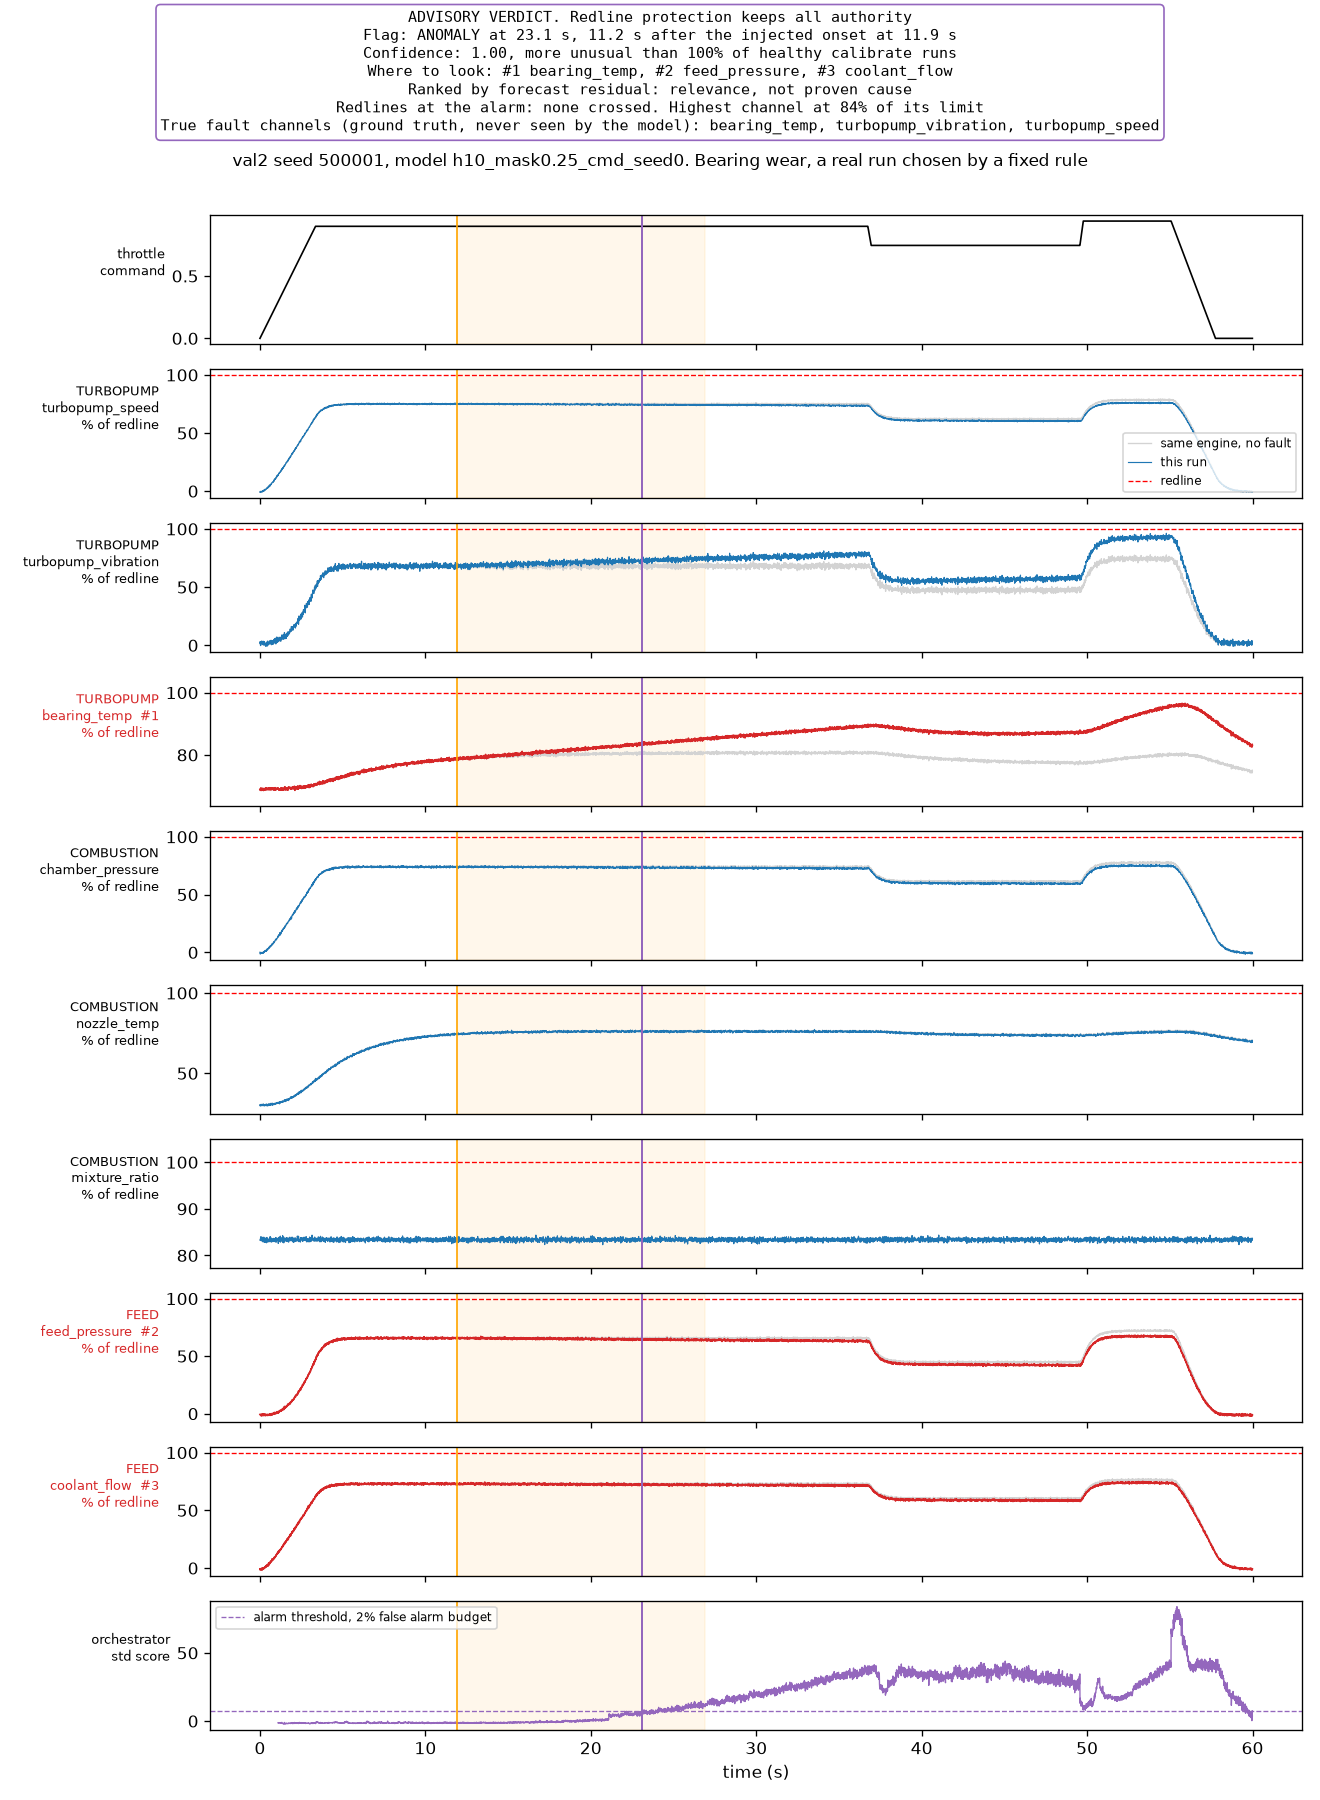 ADVISORY VERDICT. Redline protection keeps all authority
Flag: ANOMALY at 23.1 s, 11.2 s after the injected onset at 11.9 s
Confidence: 1.00, more unusual than 100% of healthy calibrate runs
Where to look: #1 bearing_temp, #2 feed_pressure, #3 coolant_flow
Ranked by forecast residual: relevance, not proven cause
Redlines at the alarm: none crossed. Highest channel at 84% of its limit
True fault channels (ground truth, never seen by the model): bearing_temp, turbopump_vibration, turbopump_speed
val2 seed 500001, model h10_mask0.25_cmd_seed0. Bearing wear, a real run chosen by a fixed rule
throttle
command
0.5
0.0
TURBOPUMP
turbopump_speed
% of redline
100
50
0
same engine, no fault
this run
redline
TURBOPUMP
turbopump_vibration
% of redline
100
50
0
TURBOPUMP
bearing_temp #1
% of redline
100
80
COMBUSTION
chamber_pressure
% of redline
100
50
0
COMBUSTION
nozzle_temp
% of redline
100
50
COMBUSTION
mixture_ratio
% of redline
100
90
80
FEED
feed_pressure #2
% of redline
100
50
0
FEED
coolant_flow #3
% of redline
100
50
0
orchestrator
std score
50
0
alarm threshold, 2% false alarm budget
0 10 20 30 40 50 60
time (s)